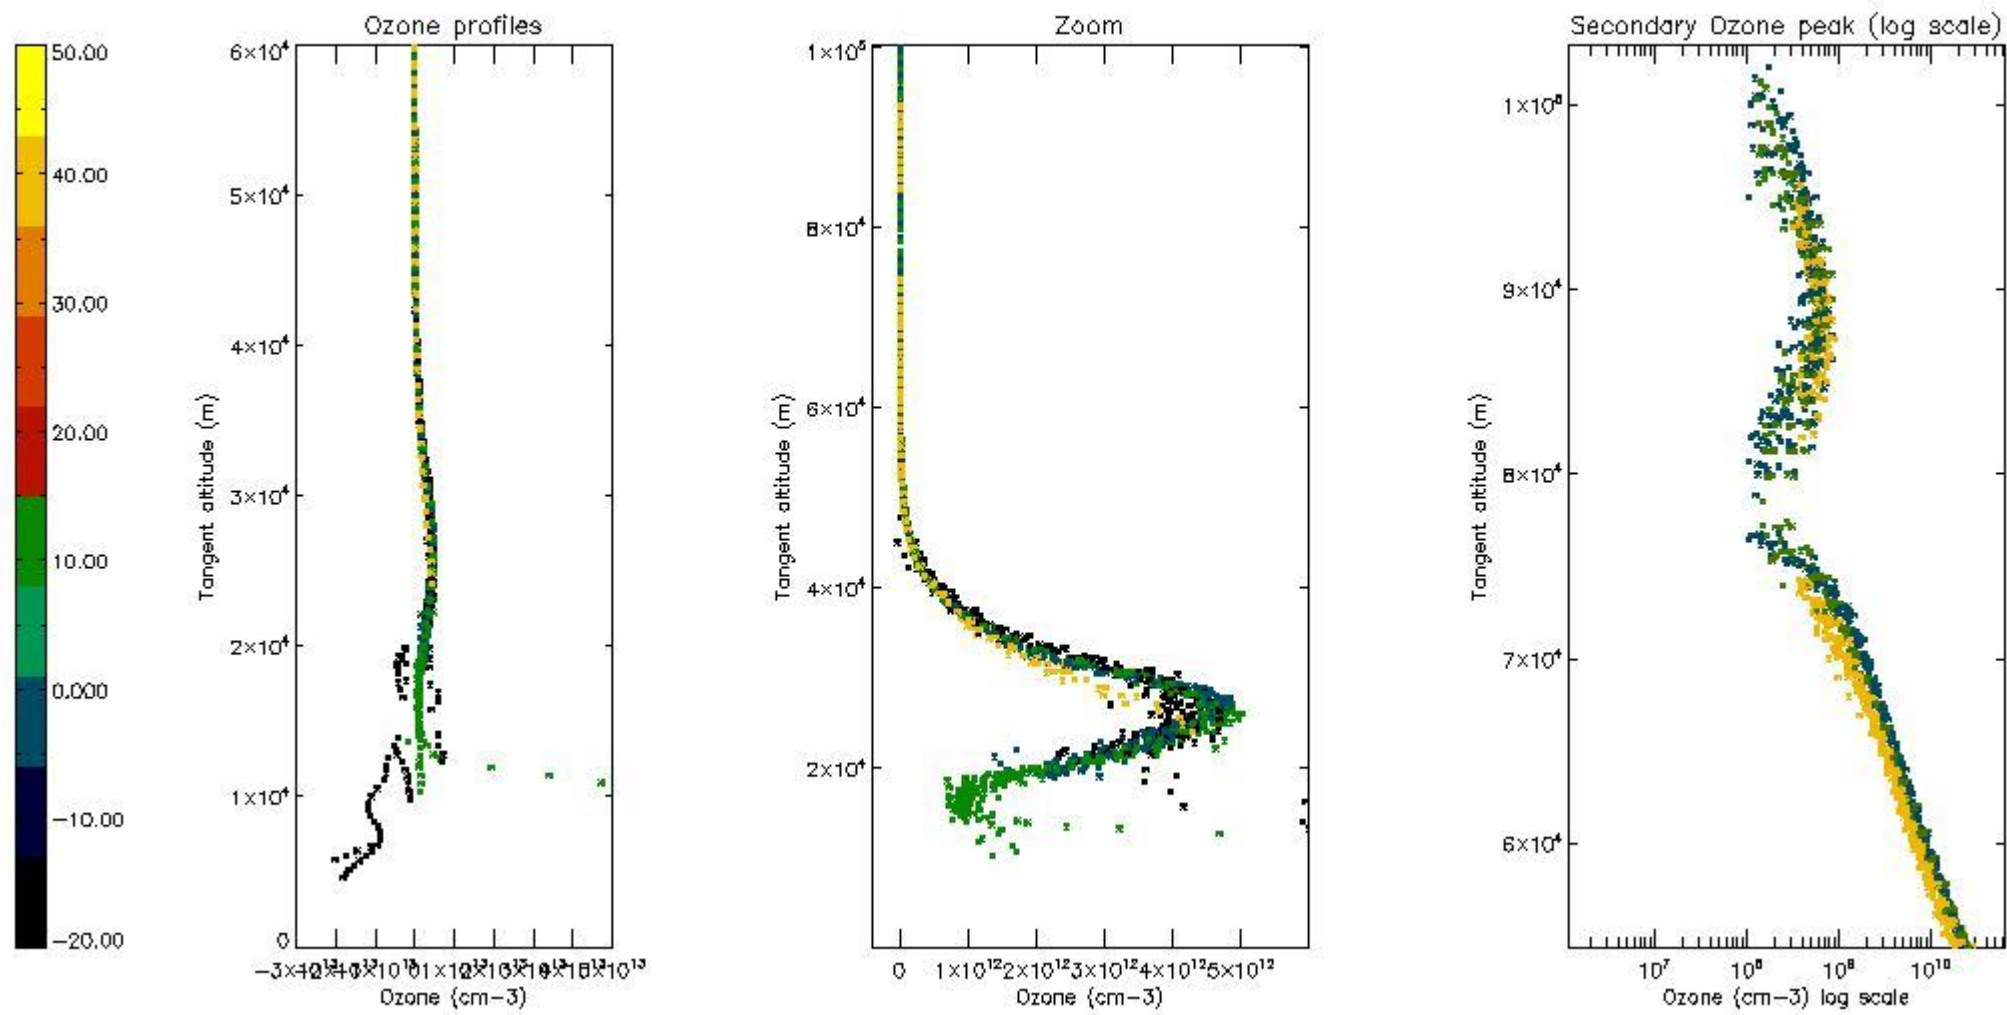 Ozone profiles
Zoom
Secondary Ozone peak (log scale)
50.00
40.00
30.00
20.00
10.00
0.000
−10.00
−20.00
Tangent altitude (m)
6×10⁴
5×10⁴
4×10⁴
3×10⁴
2×10⁴
1×10⁴
0
Ozone (cm−3)
Tangent altitude (m)
1×10⁵
8×10⁴
6×10⁴
4×10⁴
2×10⁴
0 1×10¹² 2×10¹² 3×10¹² 4×10¹² 5×10¹²
Ozone (cm−3)
Tangent altitude (m)
9×10⁴
8×10⁴
7×10⁴
6×10⁴
10⁷ 10⁸ 10⁹ 10¹⁰
Ozone (cm−3) log scale